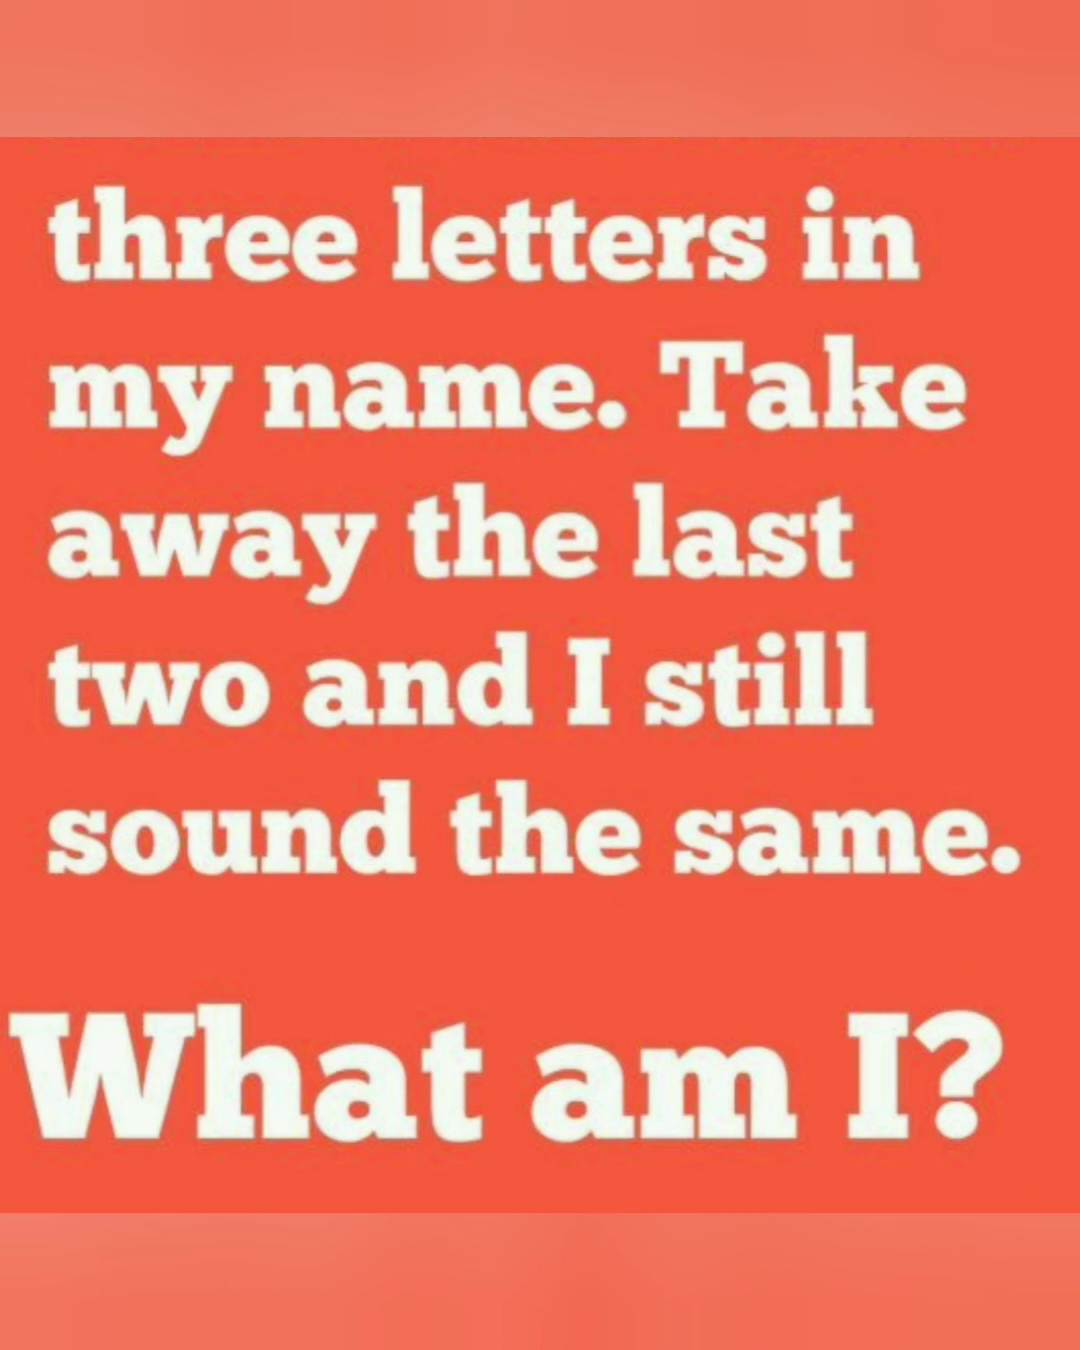 three letters in
my name. Take
away the last
two and I still
sound the same.
What am I?